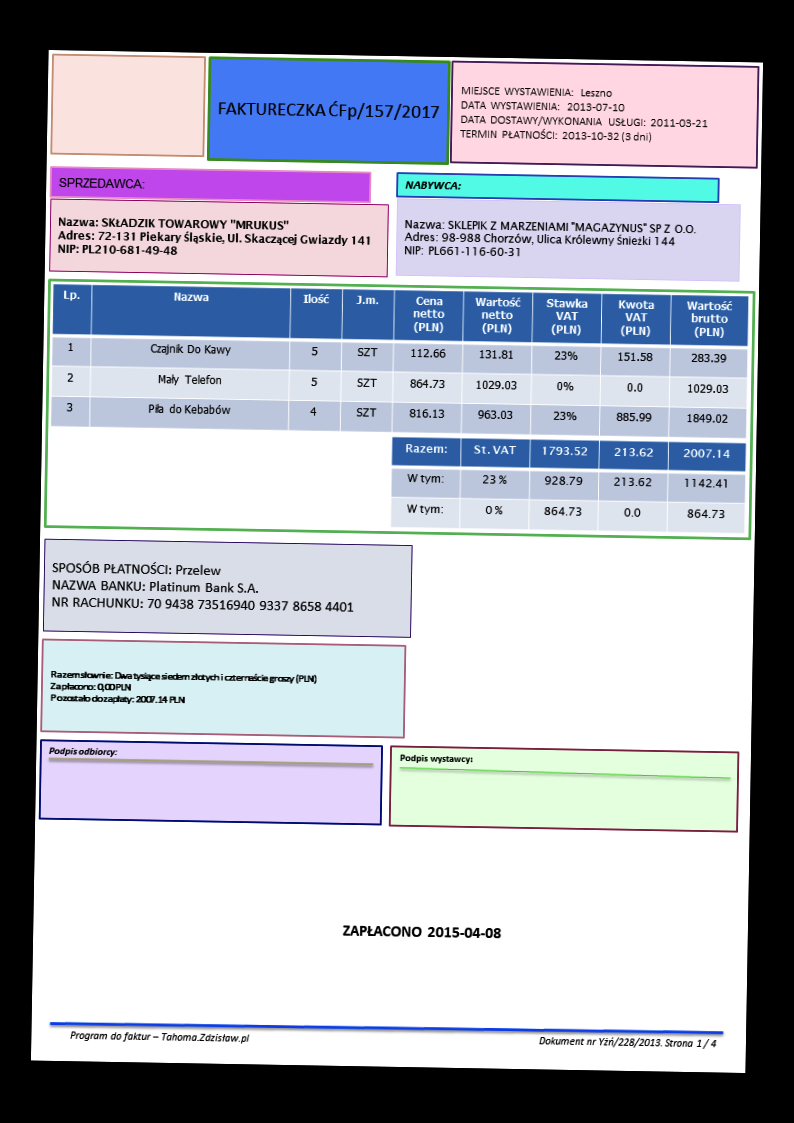 FAKTURECZKA ĆFp/157/2017
MIEJSCE WYSTAWIENIA: Leszno
DATA WYSTAWIENIA: 2013-07-10
DATA DOSTAWY/WYKONANIA USŁUGI: 2011-03-21
TERMIN PŁATNOŚCI: 2013-10-32 (3 dni)
SPRZEDAWCA:
Nazwa: SKŁADZIK TOWAROWY "MRUKUS"
Adres: 72-131 Piekary Śląskie, Ul. Skaczącej Gwiazdy 141
NIP: PL210-681-49-48
NABYWCA:
Nazwa: SKLEPIK Z MARZENIAMI "MAGAZYNUS" SP Z O.O.
Adres: 98-988 Chorzów, Ulica Królewny Śnieżki 144
NIP: PL661-116-60-31
Lp. Nazwa Ilość J.m. Cena netto (PLN) Wartość netto (PLN) Stawka VAT (PLN) Kwota VAT (PLN) Wartość brutto (PLN)
1 Czajnik Do Kawy 5 SZT 112.66 131.81 23% 151.58 283.39
2 Mały Telefon 5 SZT 864.73 1029.03 0% 0.0 1029.03
3 Piła do Kebabów 4 SZT 816.13 963.03 23% 885.99 1849.02
Razem: St. VAT 1793.52 213.62 2007.14
W tym: 23 % 928.79 213.62 1142.41
W tym: 0 % 864.73 0.0 864.73
SPOSÓB PŁATNOŚCI: Przelew
NAZWA BANKU: Platinum Bank S.A.
NR RACHUNKU: 70 9438 73516940 9337 8658 4401
Razem słownie: Dwa tysiące siedem złotych i czterneście groszy (PLN)
Zapłacono: 0,00 PLN
Pozostało do zapłaty: 2007.14 PLN
Podpis odbiorcy:
Podpis wystawcy:
ZAPŁACONO 2015-04-08
Program do faktur – Tahoma.Zdzisław.pl
Dokument nr Yźń/228/2013. Strona 1 / 4